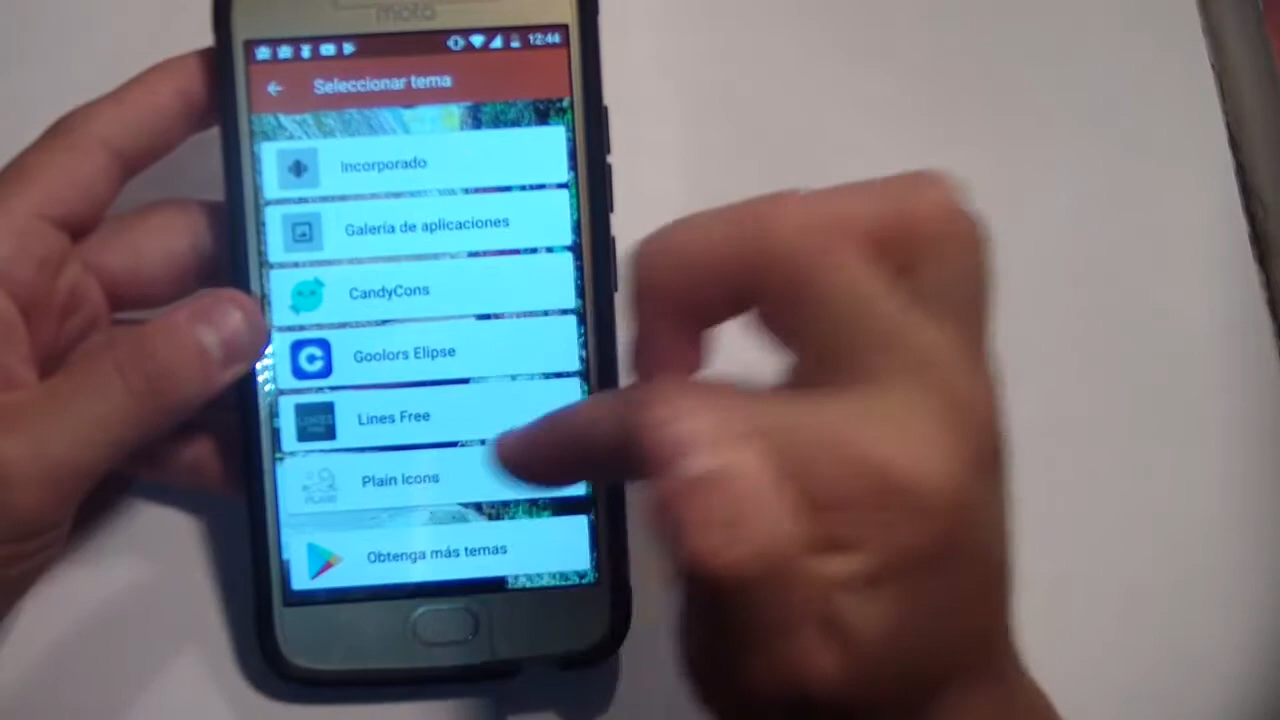 moto
12:44
Seleccionar tema
Incorporado
Galería de aplicaciones
CandyCons
Goolors Elipse
Lines Free
Plain Icons
Obtenga más temas